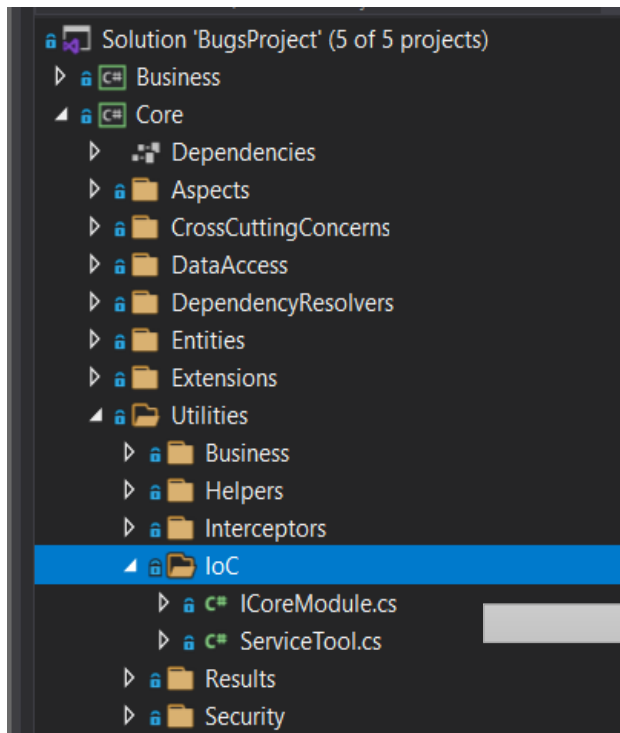 Solution 'BugsProject' (5 of 5 projects)
C# Business
C# Core
Dependencies
Aspects
CrossCuttingConcerns
DataAccess
DependencyResolvers
Entities
Extensions
Utilities
Business
Helpers
Interceptors
IoC
C# ICoreModule.cs
C# ServiceTool.cs
Results
Security